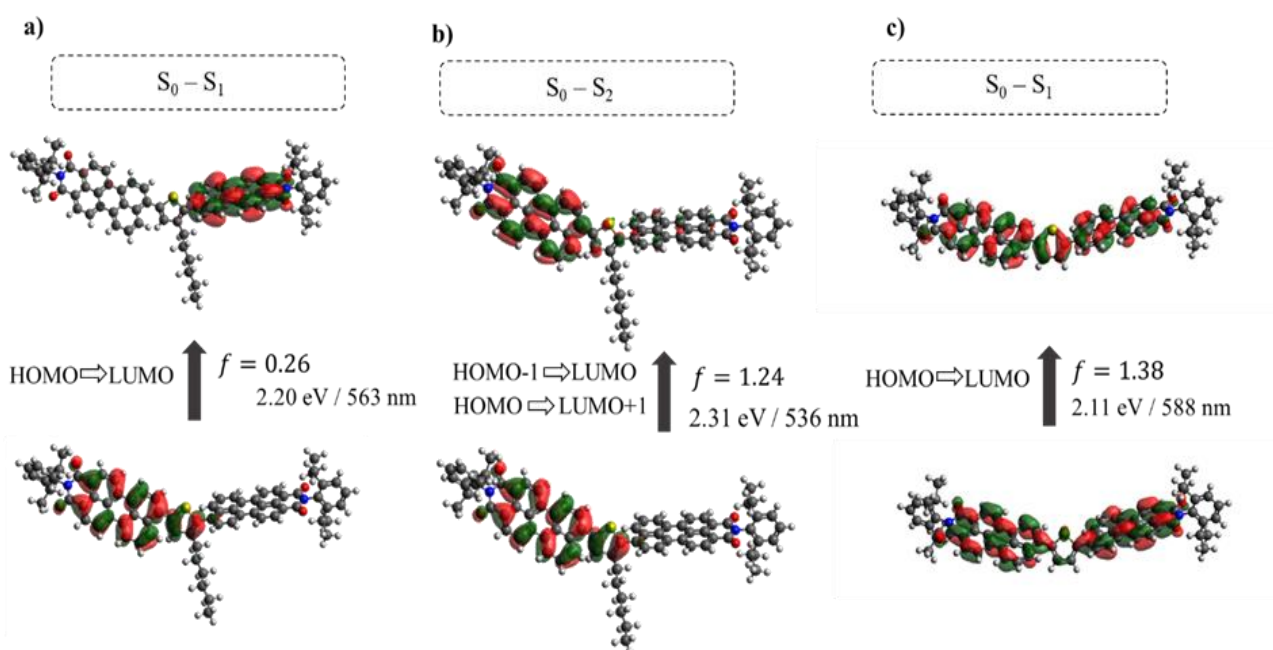 a)
S₀ – S₁
HOMO⇨LUMO
f = 0.26
2.20 eV / 563 nm
b)
S₀ – S₂
HOMO-1⇨LUMO
HOMO⇨LUMO+1
f = 1.24
2.31 eV / 536 nm
c)
S₀ – S₁
HOMO⇨LUMO
f = 1.38
2.11 eV / 588 nm